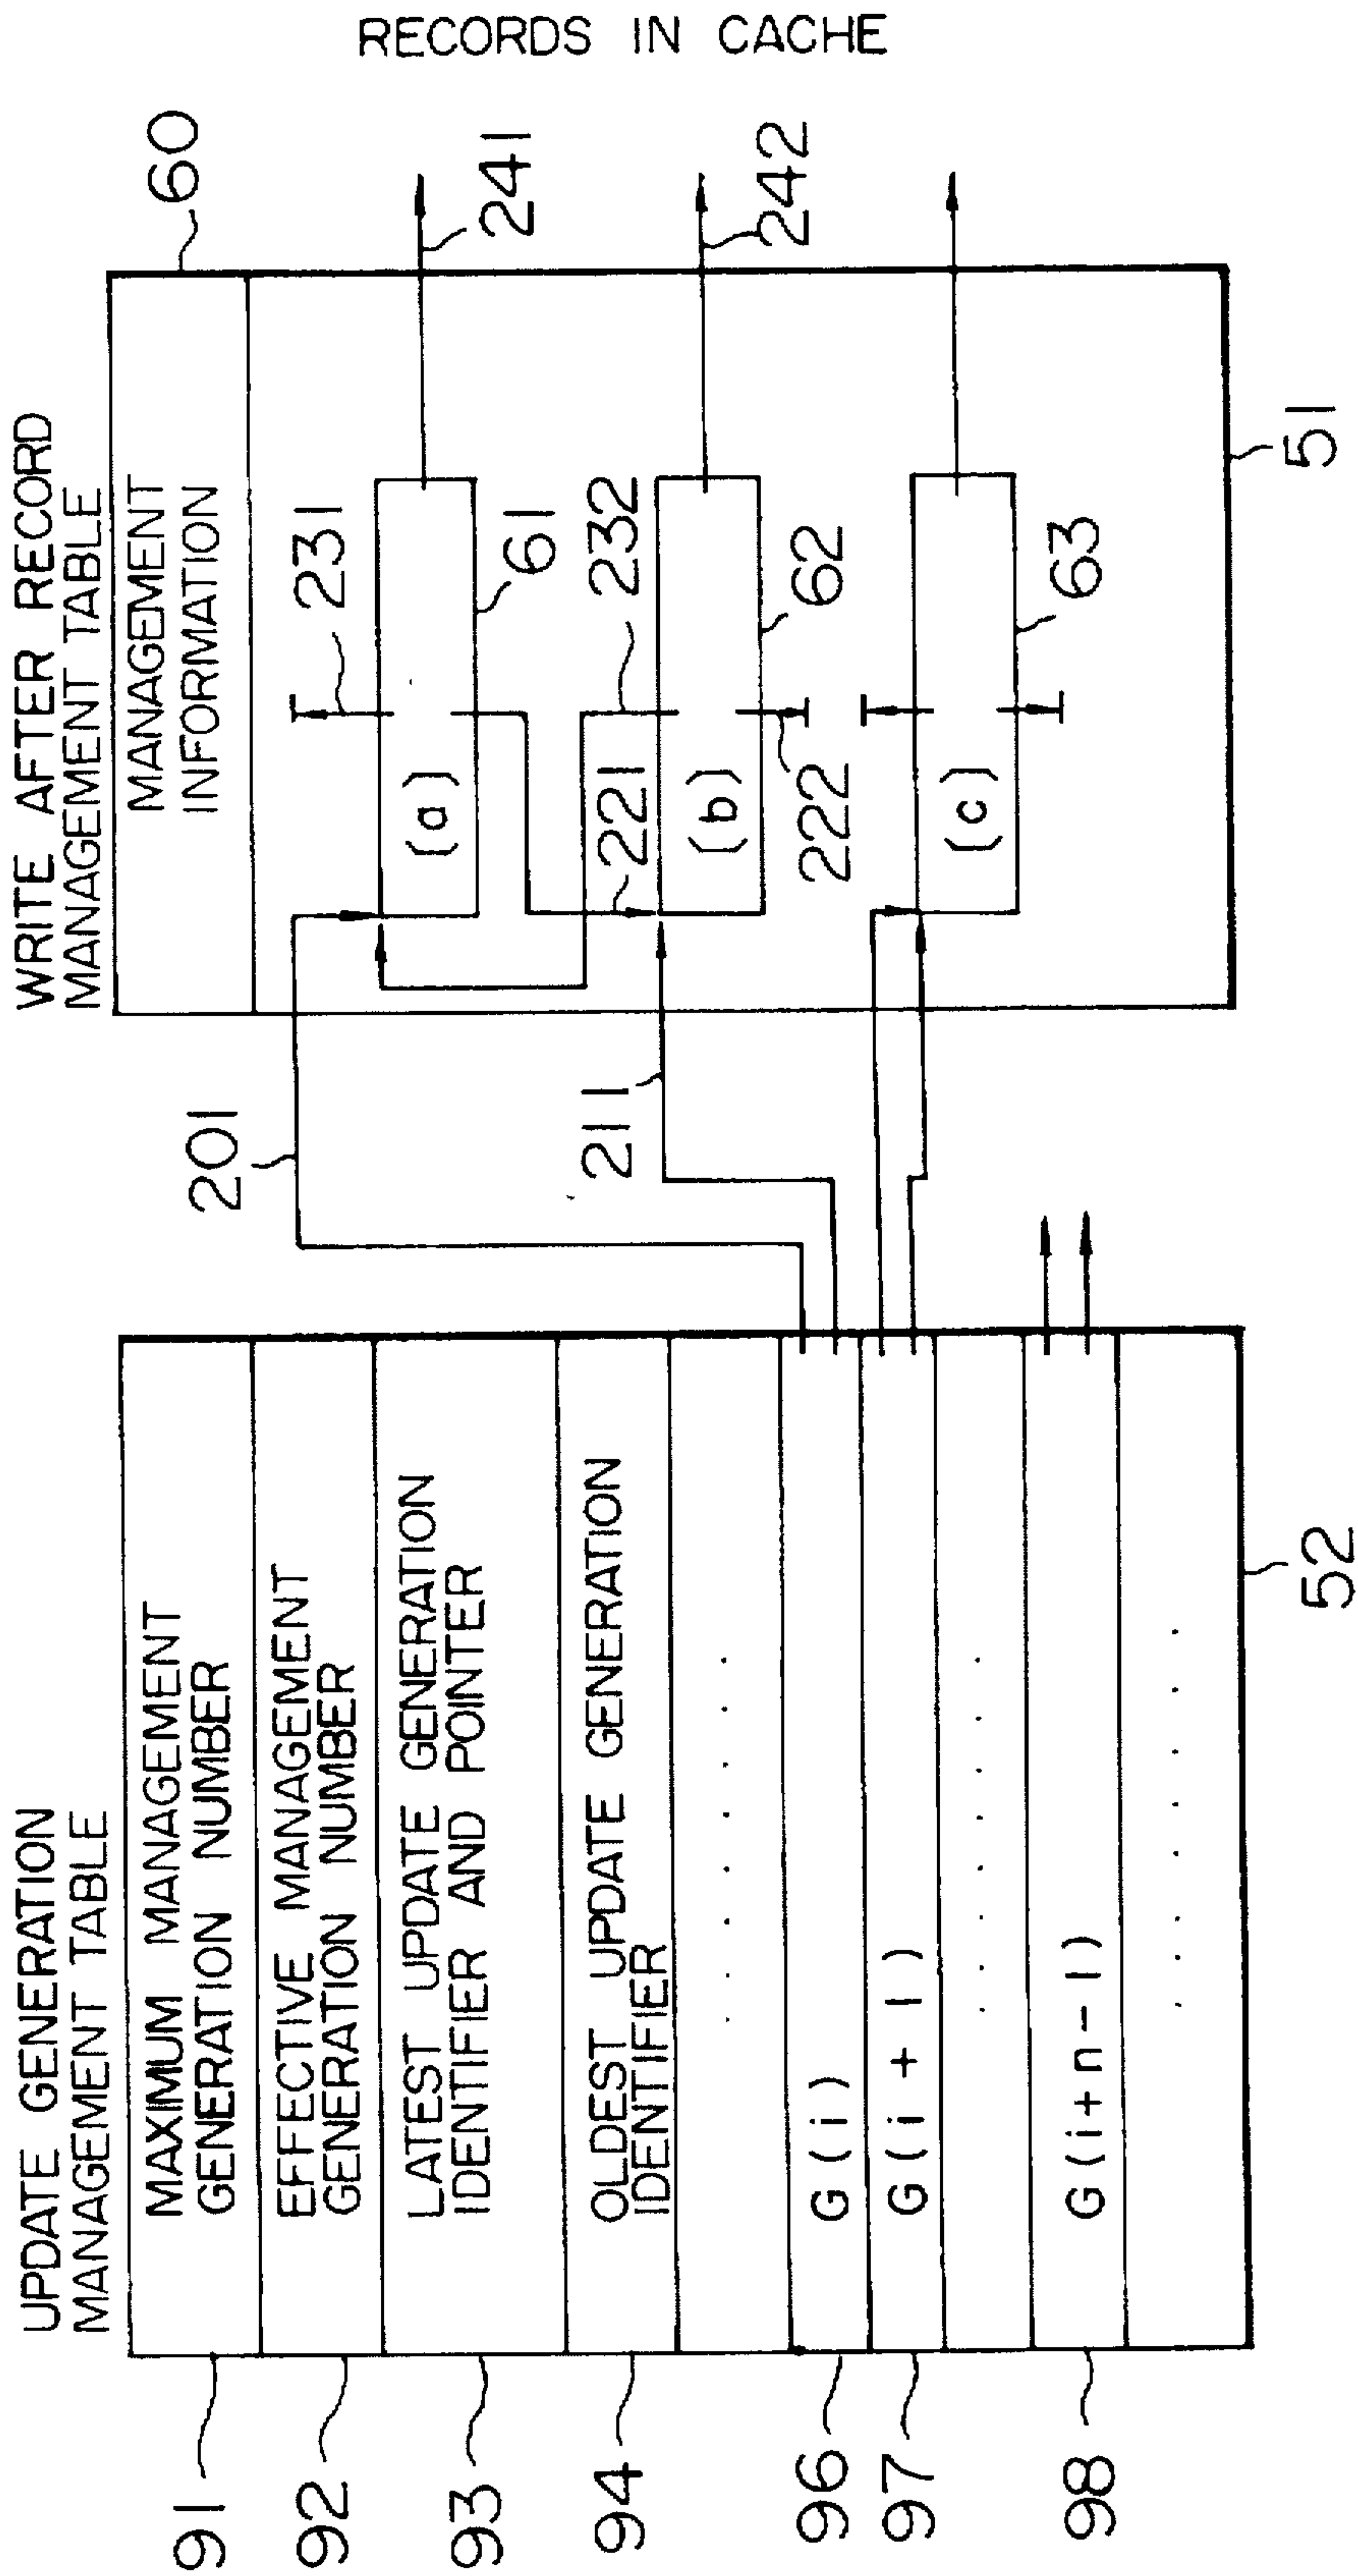 UPDATE GENERATION
MANAGEMENT TABLE
91
MAXIMUM MANAGEMENT
GENERATION NUMBER
92
EFFECTIVE MANAGEMENT
GENERATION NUMBER
93
LATEST UPDATE GENERATION
IDENTIFIER AND POINTER
94
OLDEST UPDATE GENERATION
IDENTIFIER
. . . . . . .
96
G (i)
97
G (i + 1)
. . . . . . .
98
G (i+n-1)
. . . . . . .
52
201
211
WRITE AFTER RECORD
MANAGEMENT TABLE
60
MANAGEMENT
INFORMATION
231
(a)
61
241
221
232
(b)
62
242
222
(c)
63
51
RECORDS IN CACHE